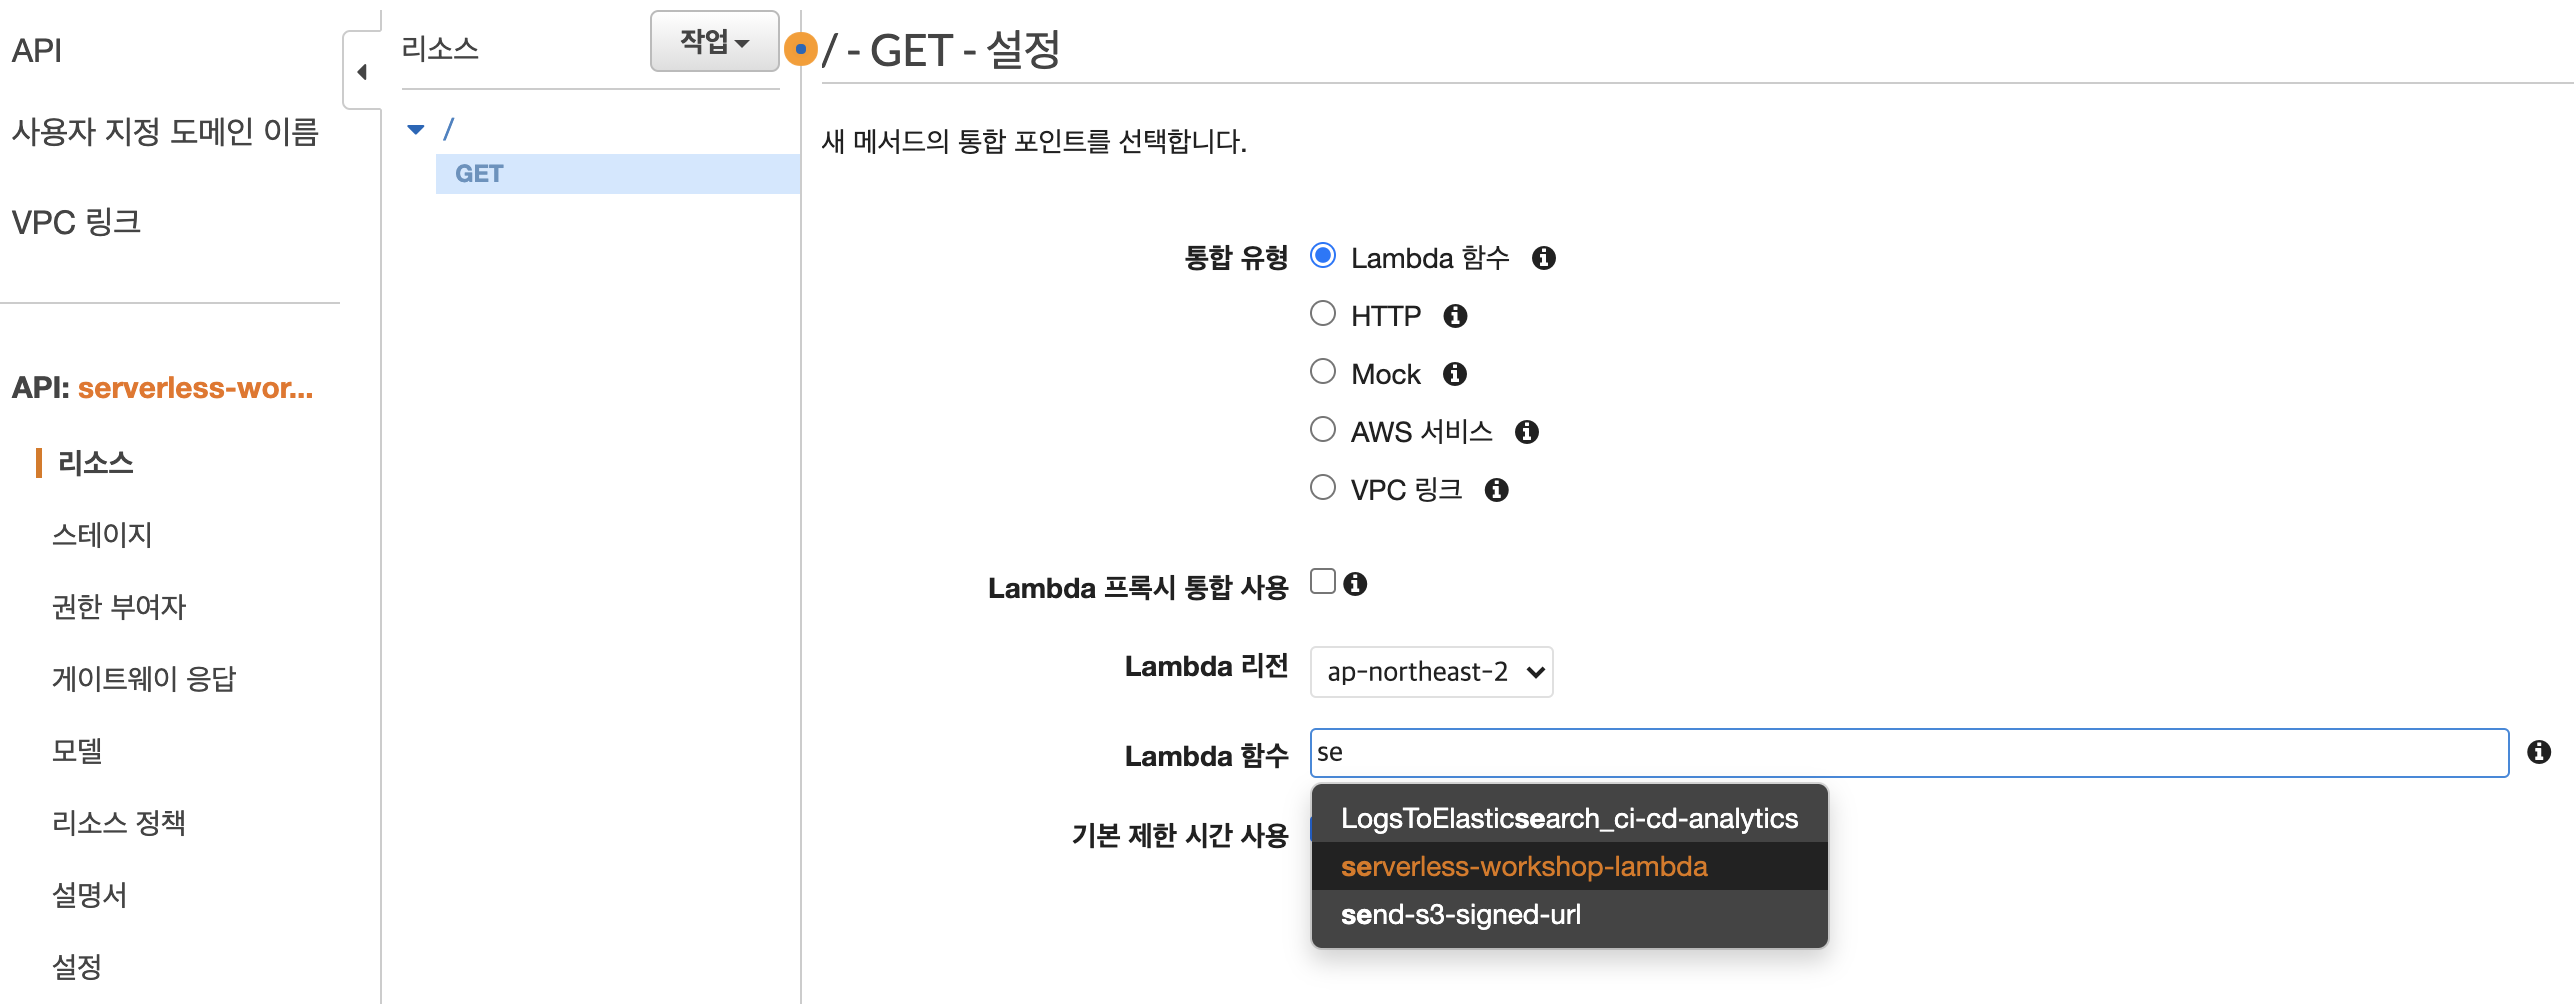 API
사용자 지정 도메인 이름
VPC 링크
API: serverless-wor...
리소스
스테이지
권한 부여자
게이트웨이 응답
모델
리소스 정책
설명서
설정
리소스
작업
/
GET
/ - GET - 설정
새 메서드의 통합 포인트를 선택합니다.
통합 유형
Lambda 함수
HTTP
Mock
AWS 서비스
VPC 링크
Lambda 프록시 통합 사용
Lambda 리전
ap-northeast-2
Lambda 함수
se
LogsToElasticsearch_ci-cd-analytics
serverless-workshop-lambda
send-s3-signed-url
기본 제한 시간 사용